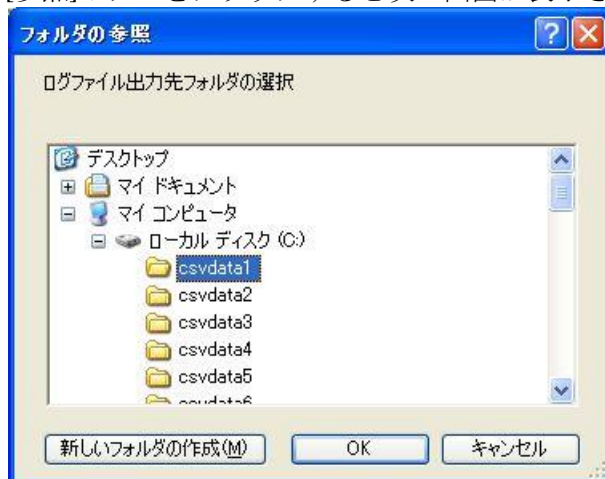 フォルダの参照
ログファイル出力先フォルダの選択
デスクトップ
マイ ドキュメント
マイ コンピュータ
ローカル ディスク (C:)
csvdata1
csvdata2
csvdata3
csvdata4
csvdata5
新しいフォルダの作成(M) OK キャンセル